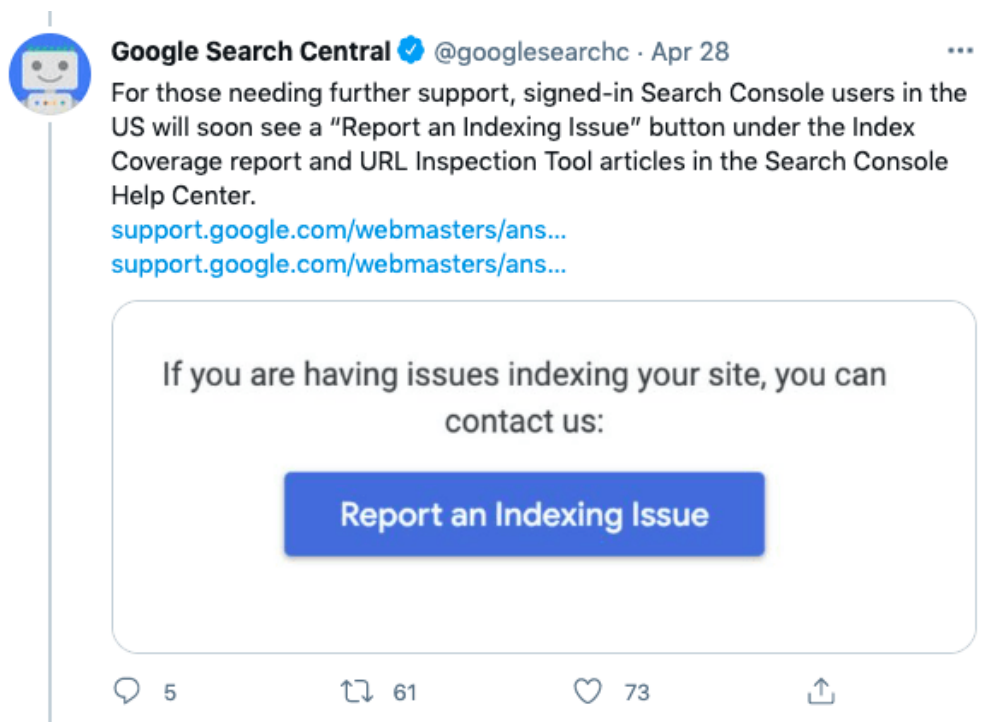 Google Search Central @googlesearchc · Apr 28
For those needing further support, signed-in Search Console users in the
US will soon see a “Report an Indexing Issue” button under the Index
Coverage report and URL Inspection Tool articles in the Search Console
Help Center.
support.google.com/webmasters/ans...
support.google.com/webmasters/ans...
If you are having issues indexing your site, you can
contact us:
Report an Indexing Issue
5 61 73